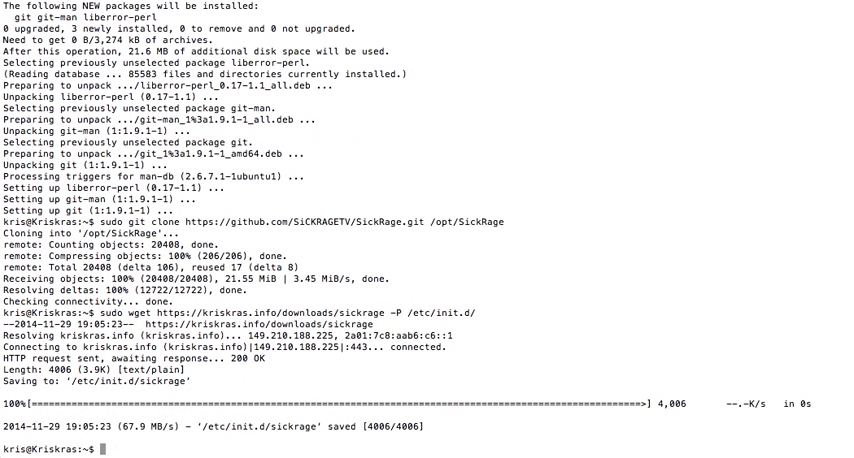 The following NEW packages will be installed:
  git git-man liberror-perl
0 upgraded, 3 newly installed, 0 to remove and 0 not upgraded.
Need to get 0 B/3,274 kB of archives.
After this operation, 21.6 MB of additional disk space will be used.
Selecting previously unselected package liberror-perl.
(Reading database ... 85583 files and directories currently installed.)
Preparing to unpack .../liberror-perl_0.17-1.1_all.deb ...
Unpacking liberror-perl (0.17-1.1) ...
Selecting previously unselected package git-man.
Preparing to unpack .../git-man_1%3a1.9.1-1_all.deb ...
Unpacking git-man (1:1.9.1-1) ...
Selecting previously unselected package git.
Preparing to unpack .../git_1%3a1.9.1-1_amd64.deb ...
Unpacking git (1:1.9.1-1) ...
Processing triggers for man-db (2.6.7.1-1ubuntu1) ...
Setting up liberror-perl (0.17-1.1) ...
Setting up git-man (1:1.9.1-1) ...
Setting up git (1:1.9.1-1) ...
kris@Kriskras:~$ sudo git clone https://github.com/SiCKRAGETV/SickRage.git /opt/SickRage
Cloning into '/opt/SickRage'...
remote: Counting objects: 20408, done.
remote: Compressing objects: 100% (206/206), done.
remote: Total 20408 (delta 106), reused 17 (delta 8)
Receiving objects: 100% (20408/20408), 21.55 MiB | 3.45 MiB/s, done.
Resolving deltas: 100% (12722/12722), done.
Checking connectivity... done.
kris@Kriskras:~$ sudo wget https://kriskras.info/downloads/sickrage -P /etc/init.d/
--2014-11-29 19:05:23--  https://kriskras.info/downloads/sickrage
Resolving kriskras.info (kriskras.info)... 149.210.188.225, 2a01:7c8:aab6:c6::1
Connecting to kriskras.info (kriskras.info)|149.210.188.225|:443... connected.
HTTP request sent, awaiting response... 200 OK
Length: 4006 (3.9K) [text/plain]
Saving to: ‘/etc/init.d/sickrage’
100%[=====================================================================================================>] 4,006       --.-K/s   in 0s
2014-11-29 19:05:23 (67.9 MB/s) - ‘/etc/init.d/sickrage’ saved [4006/4006]
kris@Kriskras:~$